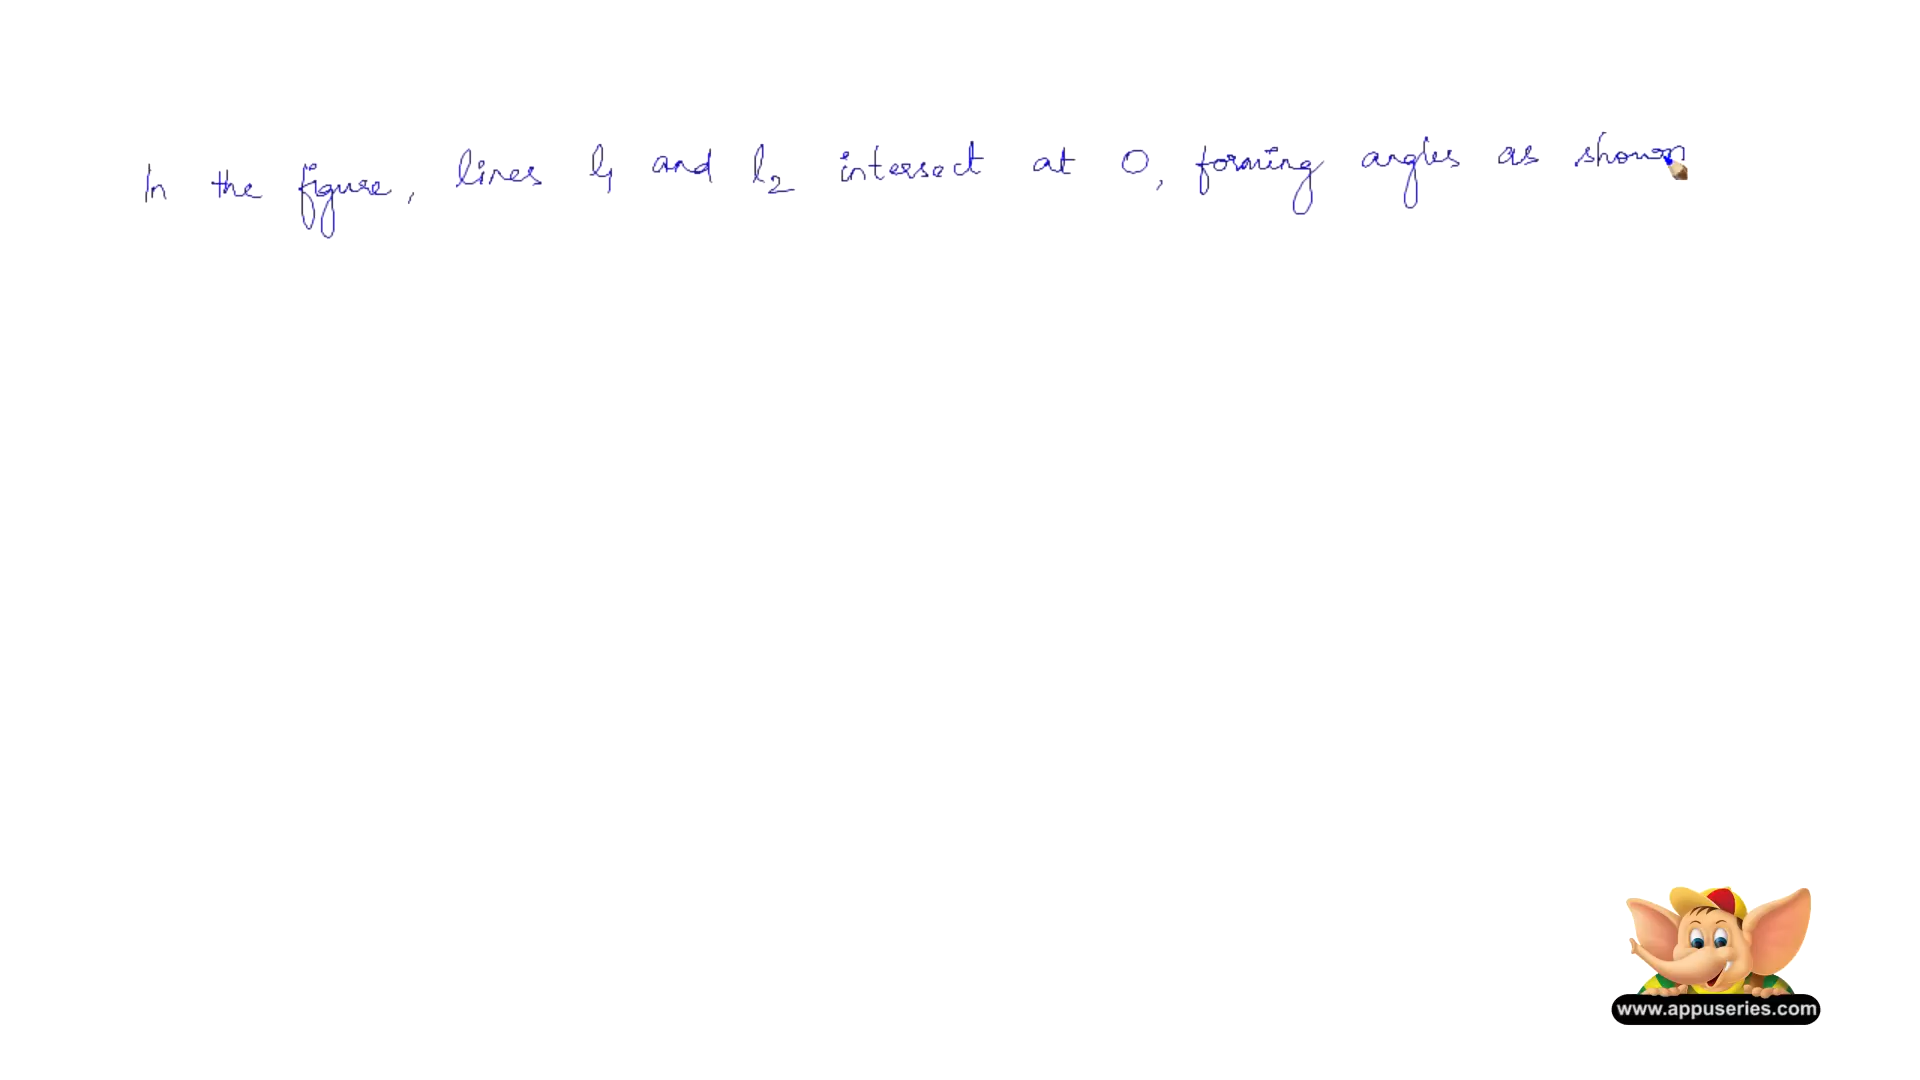 In the figure, lines l1 and l2 intersect at O, forming angles as shown
www.appuseries.com